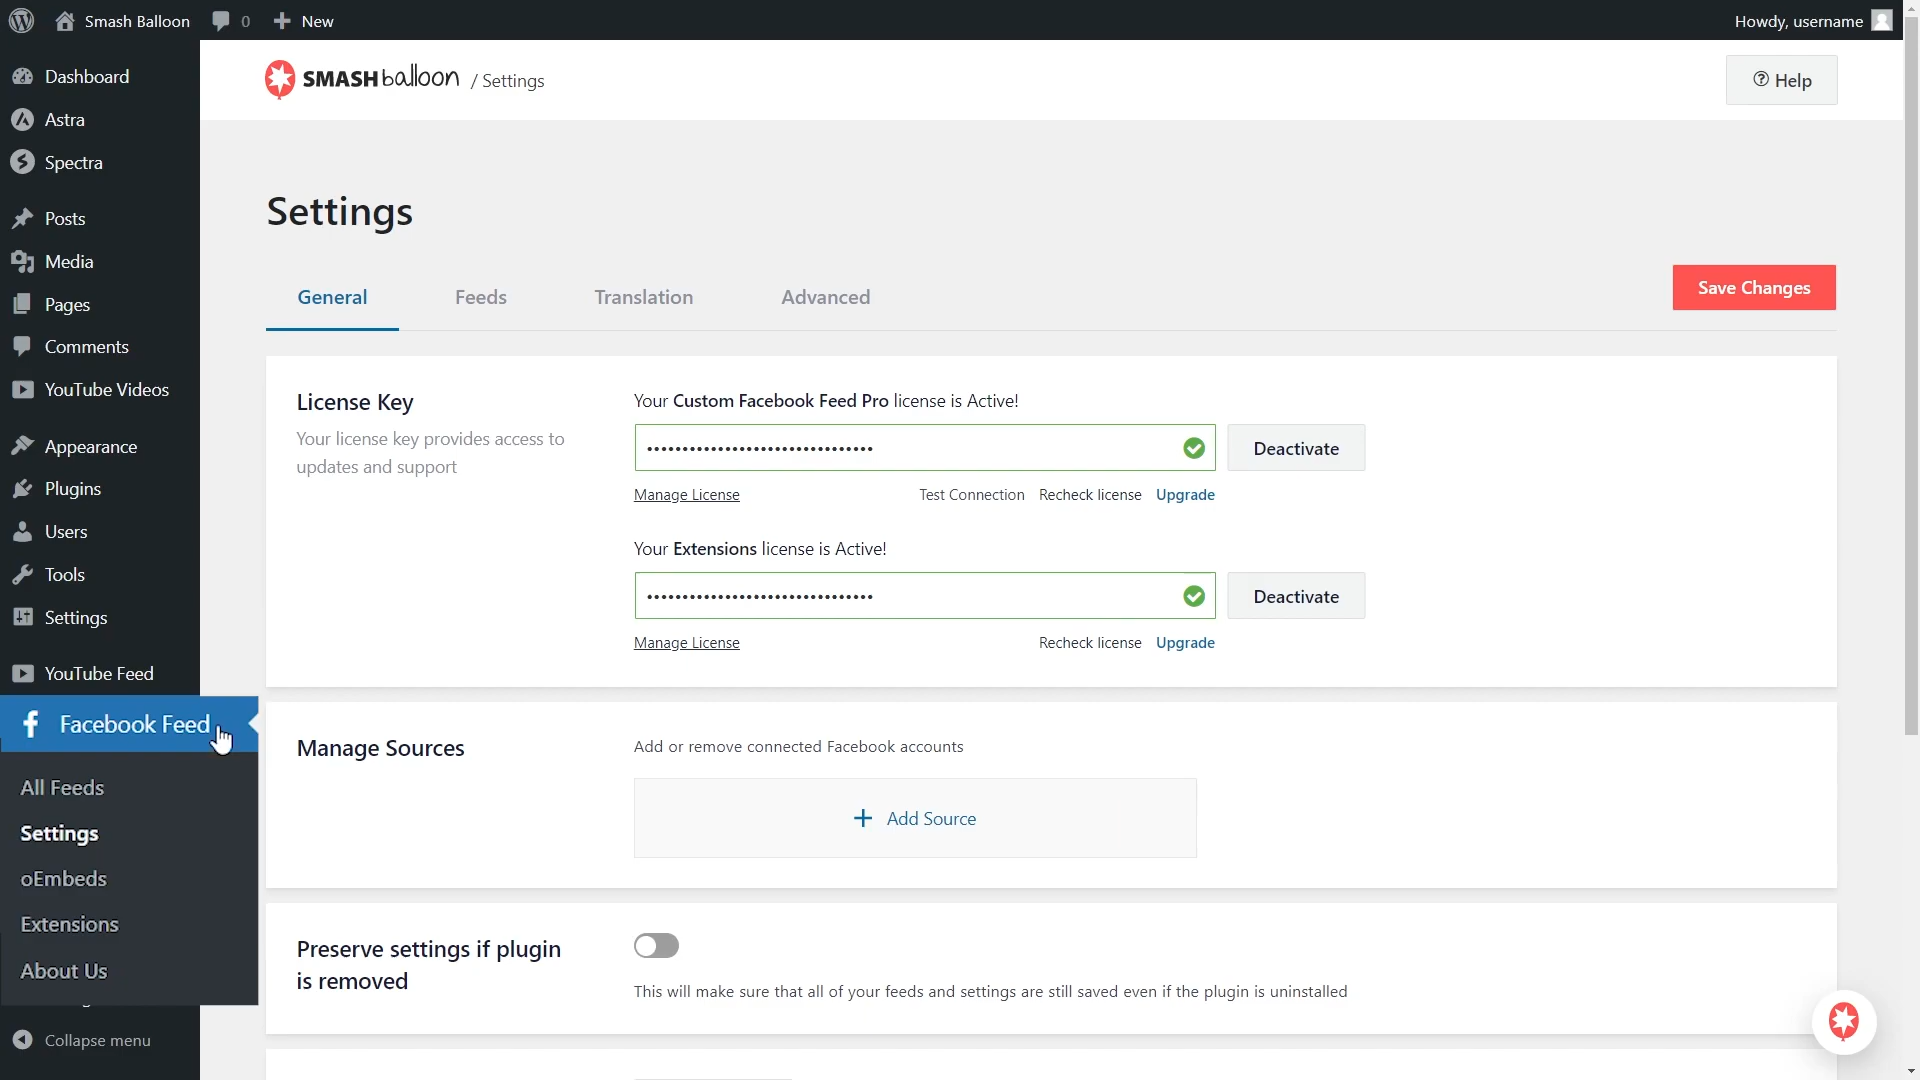 Smash Balloon
0
New
Howdy, username
Dashboard
Astra
Spectra
Posts
Media
Pages
Comments
YouTube Videos
Appearance
Plugins
Users
Tools
Settings
YouTube Feed
Facebook Feed
All Feeds
Settings
oEmbeds
Extensions
About Us
Collapse menu
SMASH balloon / Settings
Help
Settings
General
Feeds
Translation
Advanced
Save Changes
License Key
Your license key provides access to
updates and support
Your Custom Facebook Feed Pro license is Active!
Deactivate
Manage License
Test Connection
Recheck license
Upgrade
Your Extensions license is Active!
Deactivate
Manage License
Recheck license
Upgrade
Manage Sources
Add or remove connected Facebook accounts
+ Add Source
Preserve settings if plugin
is removed
This will make sure that all of your feeds and settings are still saved even if the plugin is uninstalled